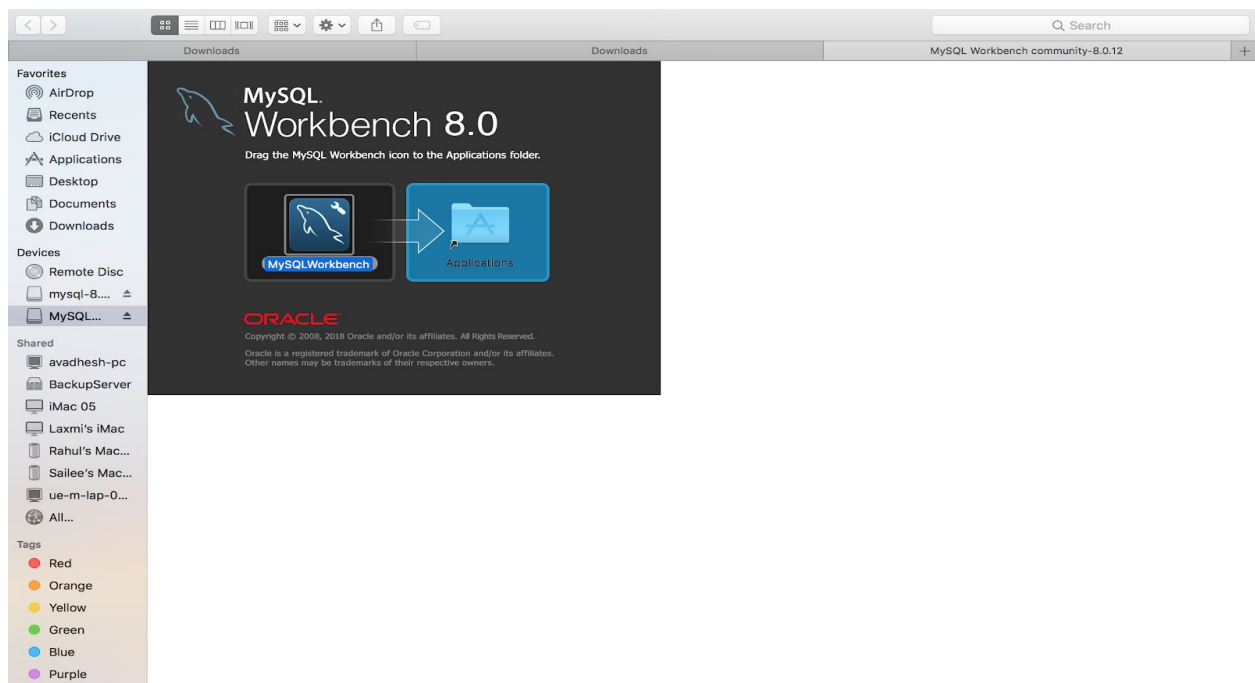 Search
Downloads
Downloads
MySQL Workbench community-8.0.12
Favorites
AirDrop
Recents
iCloud Drive
Applications
Desktop
Documents
Downloads
Devices
Remote Disc
mysql-8....
MySQL...
Shared
avadhesh-pc
BackupServer
iMac 05
Laxmi's iMac
Rahul's Mac...
Sailee's Mac...
ue-m-lap-0...
All...
Tags
Red
Orange
Yellow
Green
Blue
Purple
MySQL.
Workbench 8.0
Drag the MySQL Workbench icon to the Applications folder.
MySQLWorkbench
Applications
ORACLE
Copyright © 2008, 2018 Oracle and/or its affiliates. All Rights Reserved.
Oracle is a registered trademark of Oracle Corporation and/or its affiliates.
Other names may be trademarks of their respective owners.